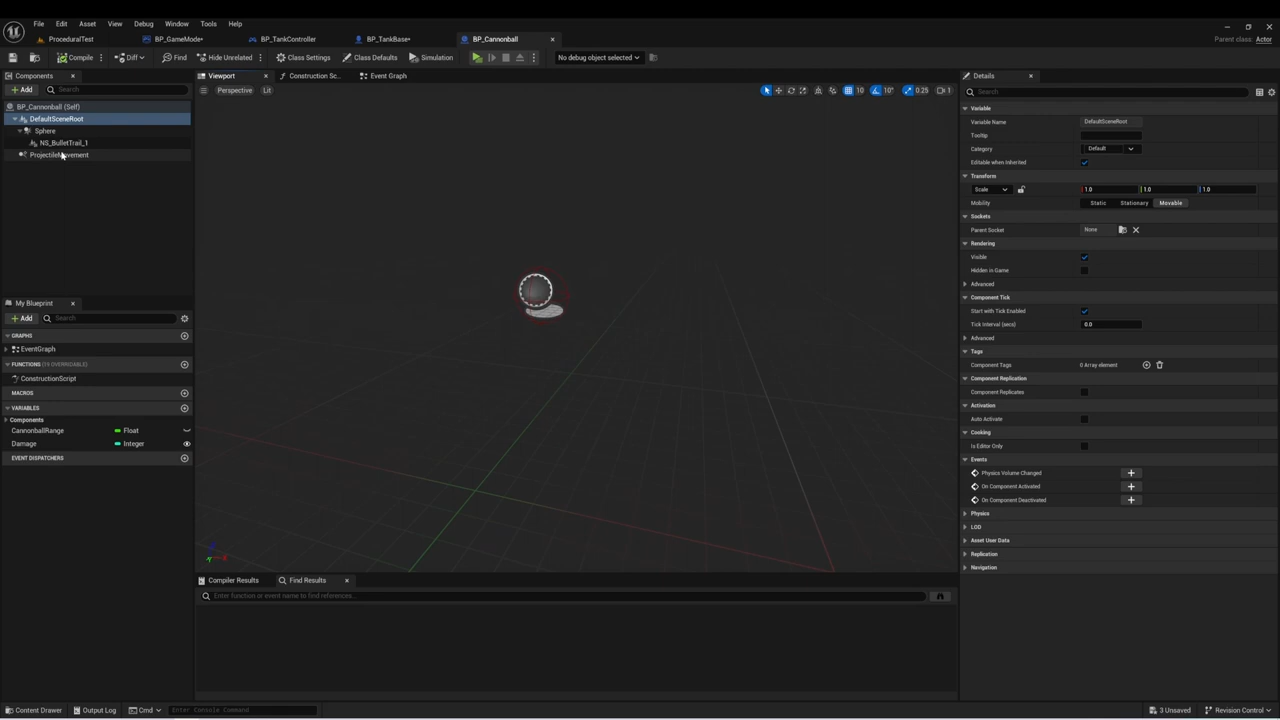 File Edit Asset View Debug Window Tools Help
ProceduralTest BP_GameMode* BP_TankController BP_TankBase* BP_Cannonball
Parent class: Actor
Compile Diff Find Hide Unrelated Class Settings Class Defaults Simulation No debug object selected
Components
Add Search
BP_Cannonball (Self)
DefaultSceneRoot
Sphere
NS_BulletTrail_1
My Blueprint
Add Search
GRAPHS
EventGraph
FUNCTIONS (15 OVERRIDABLE)
ConstructionScript
MACROS
VARIABLES
Components
CannonballRange Float
Damage Integer
EVENT DISPATCHERS
Viewport Construction Sc... Event Graph
Perspective Lit 10 10° 0.25 1
Compiler Results Find Results
Enter function or event name to find references...
Details
Search
Variable
Variable Name DefaultSceneRoot
Tooltip
Category Default
Editable when Inherited
Transform
Scale 1.0 1.0 1.0
Mobility Static Stationary Movable
Sockets
Parent Socket None
Rendering
Visible
Hidden in Game
Advanced
Component Tick
Start with Tick Enabled
Tick Interval (secs) 0.0
Advanced
Tags
Component Tags 0 Array element
Component Replication
Component Replicates
Activation
Auto Activate
Cooking
Is Editor Only
Events
Physics Volume Changed
On Component Activated
On Component Deactivated
Physics
LOD
Asset User Data
Replication
Navigation
Content Drawer Output Log Cmd Enter Console Command 3 Unsaved Revision Control